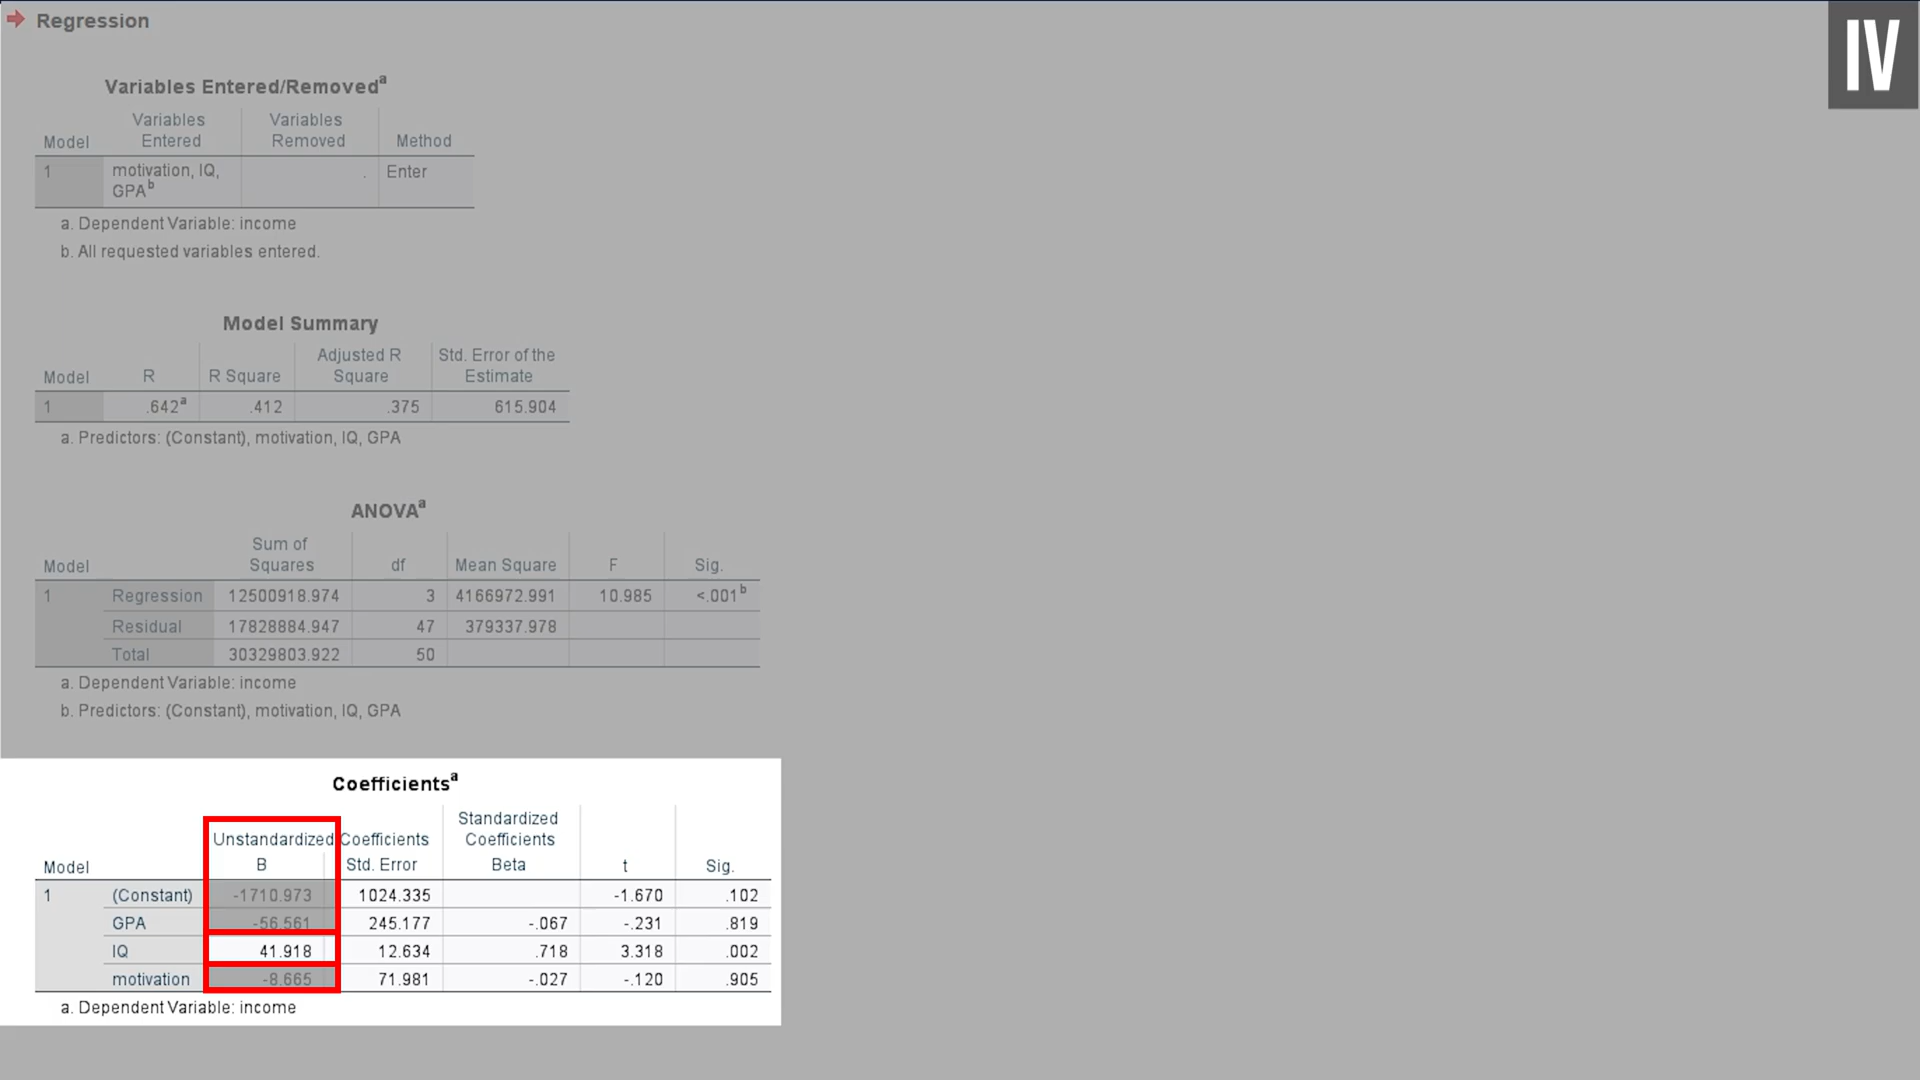 Regression
IV
Variables Entered/Removeda
Model Variables Entered Variables Removed Method
1 motivation, IQ, GPAb . Enter
a. Dependent Variable: income
b. All requested variables entered.
Model Summary
Model R R Square Adjusted R Square Std. Error of the Estimate
1 .642a .412 .375 615.904
a. Predictors: (Constant), motivation, IQ, GPA
ANOVAa
Model Sum of Squares df Mean Square F Sig.
1 Regression 12500918.974 3 4166972.991 10.985 <.001b
Residual 17828884.947 47 379337.978
Total 30329803.922 50
a. Dependent Variable: income
b. Predictors: (Constant), motivation, IQ, GPA
Coefficientsa
Unstandardized Coefficients Standardized Coefficients
Model B Std. Error Beta t Sig.
1 (Constant) -1710.973 1024.335 -1.670 .102
GPA -56.561 245.177 -.067 -.231 .819
IQ 41.918 12.634 .718 3.318 .002
motivation -8.665 71.981 -.027 -.120 .905
a. Dependent Variable: income